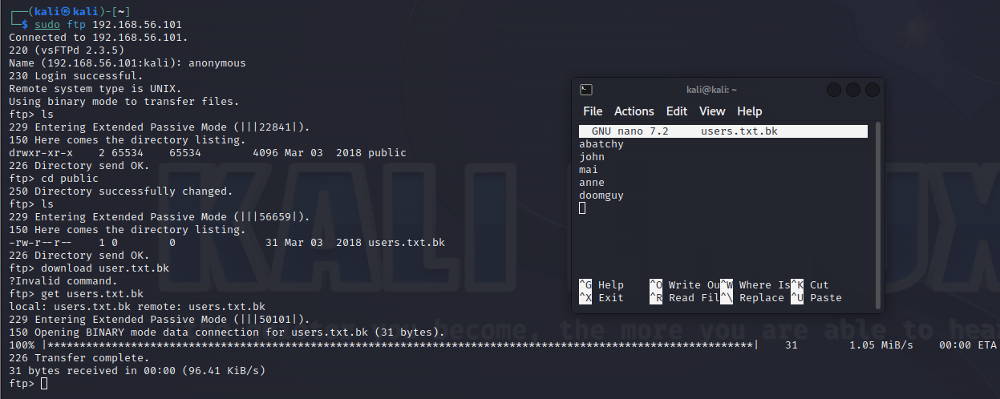 ┌──(kali㉿kali)-[~]
└─$ sudo ftp 192.168.56.101
Connected to 192.168.56.101.
220 (vsFTPd 2.3.5)
Name (192.168.56.101:kali): anonymous
230 Login successful.
Remote system type is UNIX.
Using binary mode to transfer files.
ftp> ls
229 Entering Extended Passive Mode (|||22841|).
150 Here comes the directory listing.
drwxr-xr-x    2 65534    65534        4096 Mar 03  2018 public
226 Directory send OK.
ftp> cd public
250 Directory successfully changed.
ftp> ls
229 Entering Extended Passive Mode (|||56659|).
150 Here comes the directory listing.
-rw-r--r--    1 0        0              31 Mar 03  2018 users.txt.bk
226 Directory send OK.
ftp> download user.txt.bk
?Invalid command.
ftp> get users.txt.bk
local: users.txt.bk remote: users.txt.bk
229 Entering Extended Passive Mode (|||50101|).
150 Opening BINARY mode data connection for users.txt.bk (31 bytes).
100% |**************************************************************************************************************|    31        1.05 MiB/s    00:00 ETA
226 Transfer complete.
31 bytes received in 00:00 (96.41 KiB/s)
ftp>
kali@kali: ~
File Actions Edit View Help
GNU nano 7.2     users.txt.bk
abatchy
john
mai
anne
doomguy
^G Help    ^O Write Ou^W Where Is^K Cut
^X Exit    ^R Read Fil^\ Replace ^U Paste
KALI
UX
become, the more you are able to hear